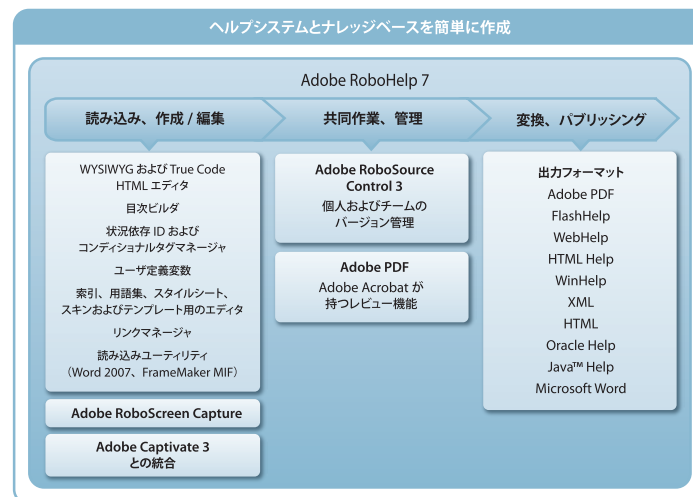 ヘルプシステムとナレッジベースを簡単に作成
Adobe RoboHelp 7
読み込み、作成 / 編集
共同作業、管理
変換、パブリッシング
WYSIWYG および True Code
HTML エディタ
目次ビルダ
状況依存 ID および
コンディショナルタグマネージャ
ユーザ定義変数
索引、用語集、スタイルシート、
スキンおよびテンプレート用のエディタ
リンクマネージャ
読み込みユーティリティ
（Word 2007、FrameMaker MIF）
Adobe RoboScreen Capture
Adobe Captivate 3
との統合
Adobe RoboSource
Control 3
個人およびチームの
バージョン管理
Adobe PDF
Adobe Acrobat が
持つレビュー機能
出力フォーマット
Adobe PDF
FlashHelp
WebHelp
HTML Help
WinHelp
XML
HTML
Oracle Help
Java™ Help
Microsoft Word